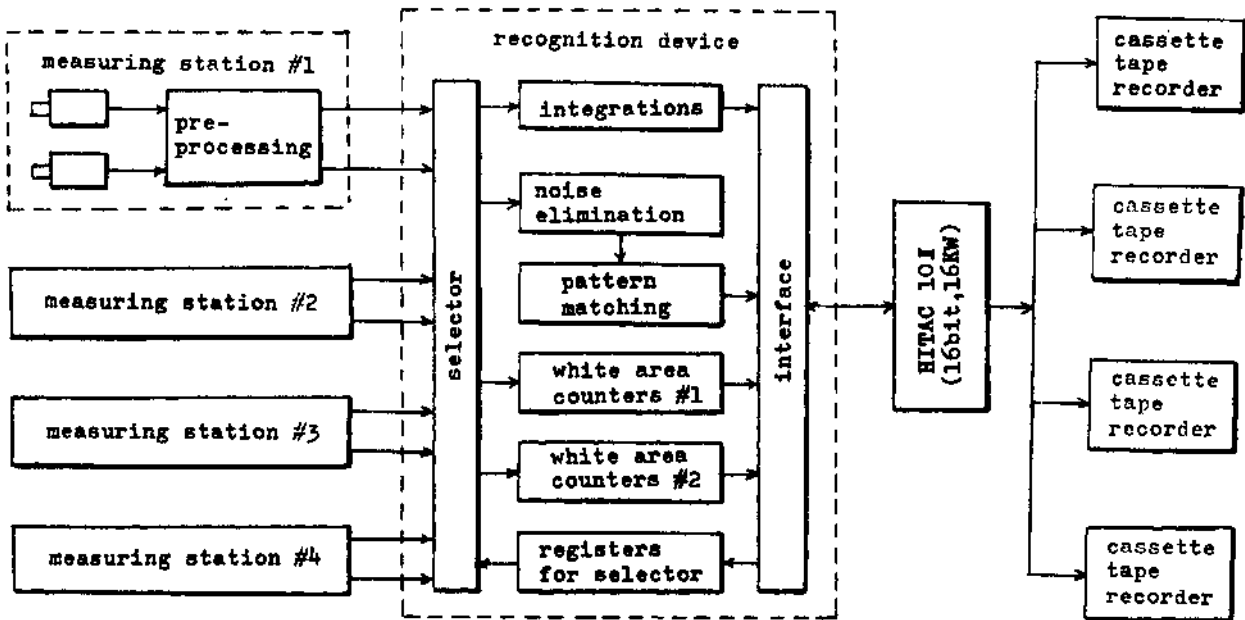 recognition device
measuring station #1
pre-
processing
measuring station #2
measuring station #3
measuring station #4
selector
integrations
noise
elimination
pattern
matching
white area
counters #1
white area
counters #2
registers
for selector
interface
HITAC 10II
(16bit,16KW)
cassette
tape
recorder
cassette
tape
recorder
cassette
tape
recorder
cassette
tape
recorder